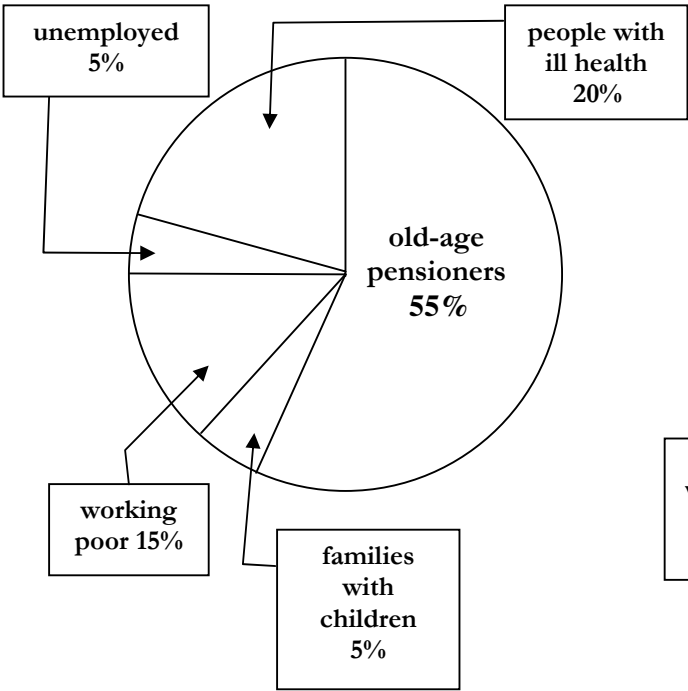 unemployed
5%
people with
ill health
20%
old-age
pensioners
55%
working
poor 15%
families
with
children
5%